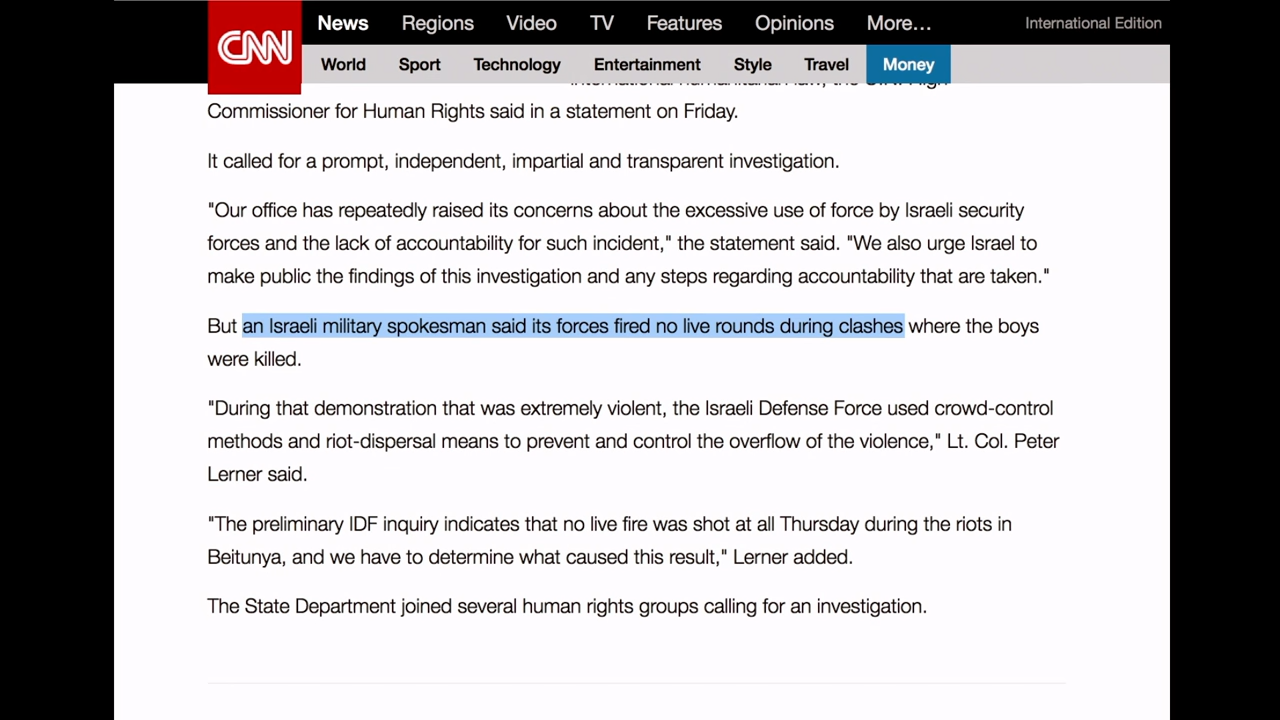 CNN
News Regions Video TV Features Opinions More... International Edition
World Sport Technology Entertainment Style Travel Money
international humanitarian law, the U.N. High
Commissioner for Human Rights said in a statement on Friday.
It called for a prompt, independent, impartial and transparent investigation.
"Our office has repeatedly raised its concerns about the excessive use of force by Israeli security
forces and the lack of accountability for such incident," the statement said. "We also urge Israel to
make public the findings of this investigation and any steps regarding accountability that are taken."
But an Israeli military spokesman said its forces fired no live rounds during clashes where the boys
were killed.
"During that demonstration that was extremely violent, the Israeli Defense Force used crowd-control
methods and riot-dispersal means to prevent and control the overflow of the violence," Lt. Col. Peter
Lerner said.
"The preliminary IDF inquiry indicates that no live fire was shot at all Thursday during the riots in
Beitunya, and we have to determine what caused this result," Lerner added.
The State Department joined several human rights groups calling for an investigation.